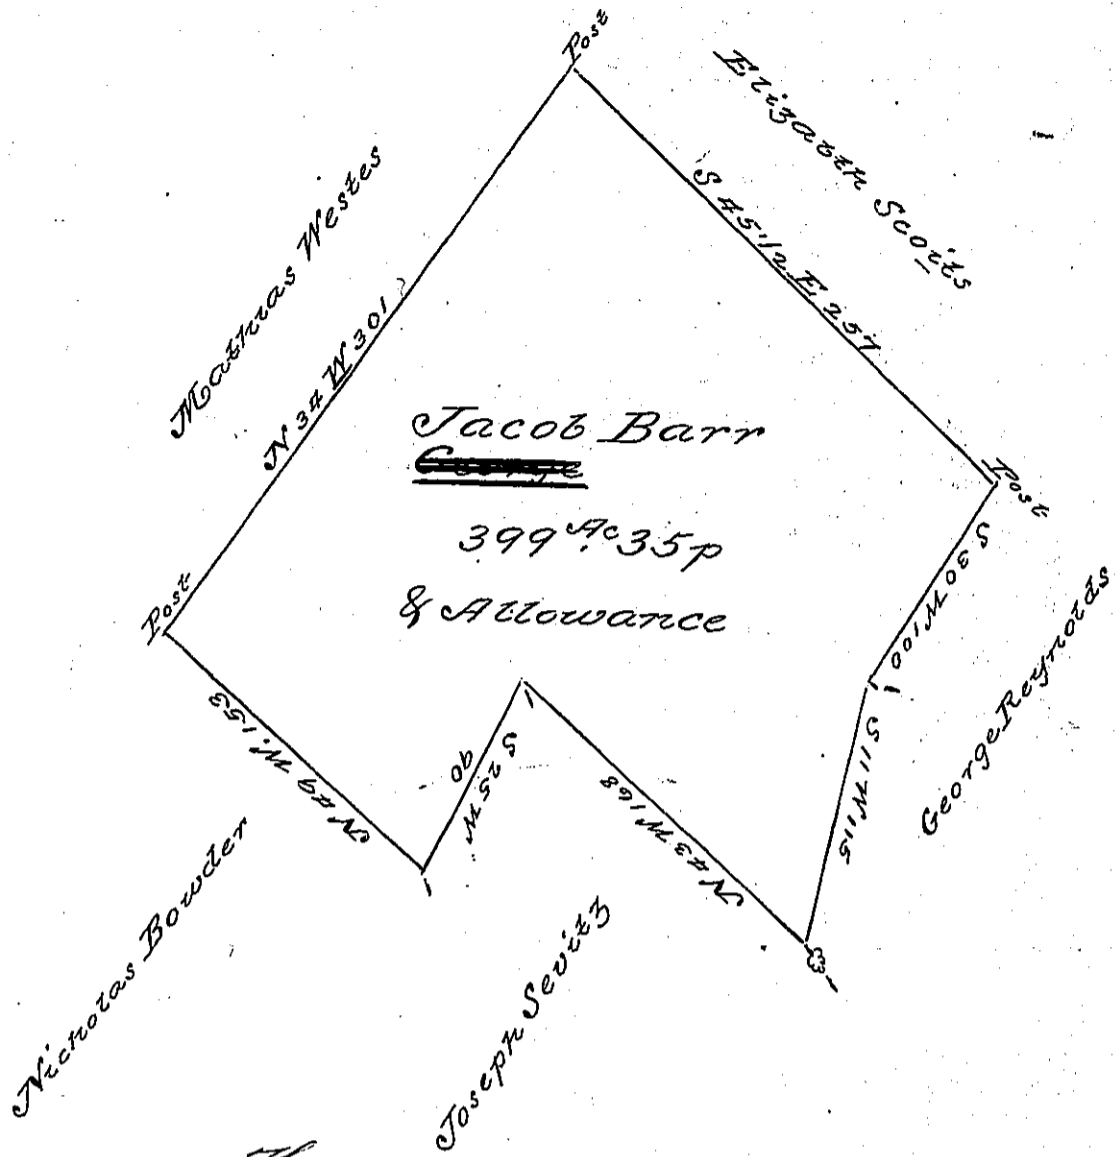 Post
Elizabeth Scotts
S 45 1/2 E 257
Mathias Westes
N 34 W 301
Jacob Barr
399 Ac 35p
& Allowance
Post
S 30 W 100
George Reynolds
S 11 W 115
Post
N 49 W. 153
S 25 W
90
N 43 W 168
Nicholas Bowder
Joseph Sevitz